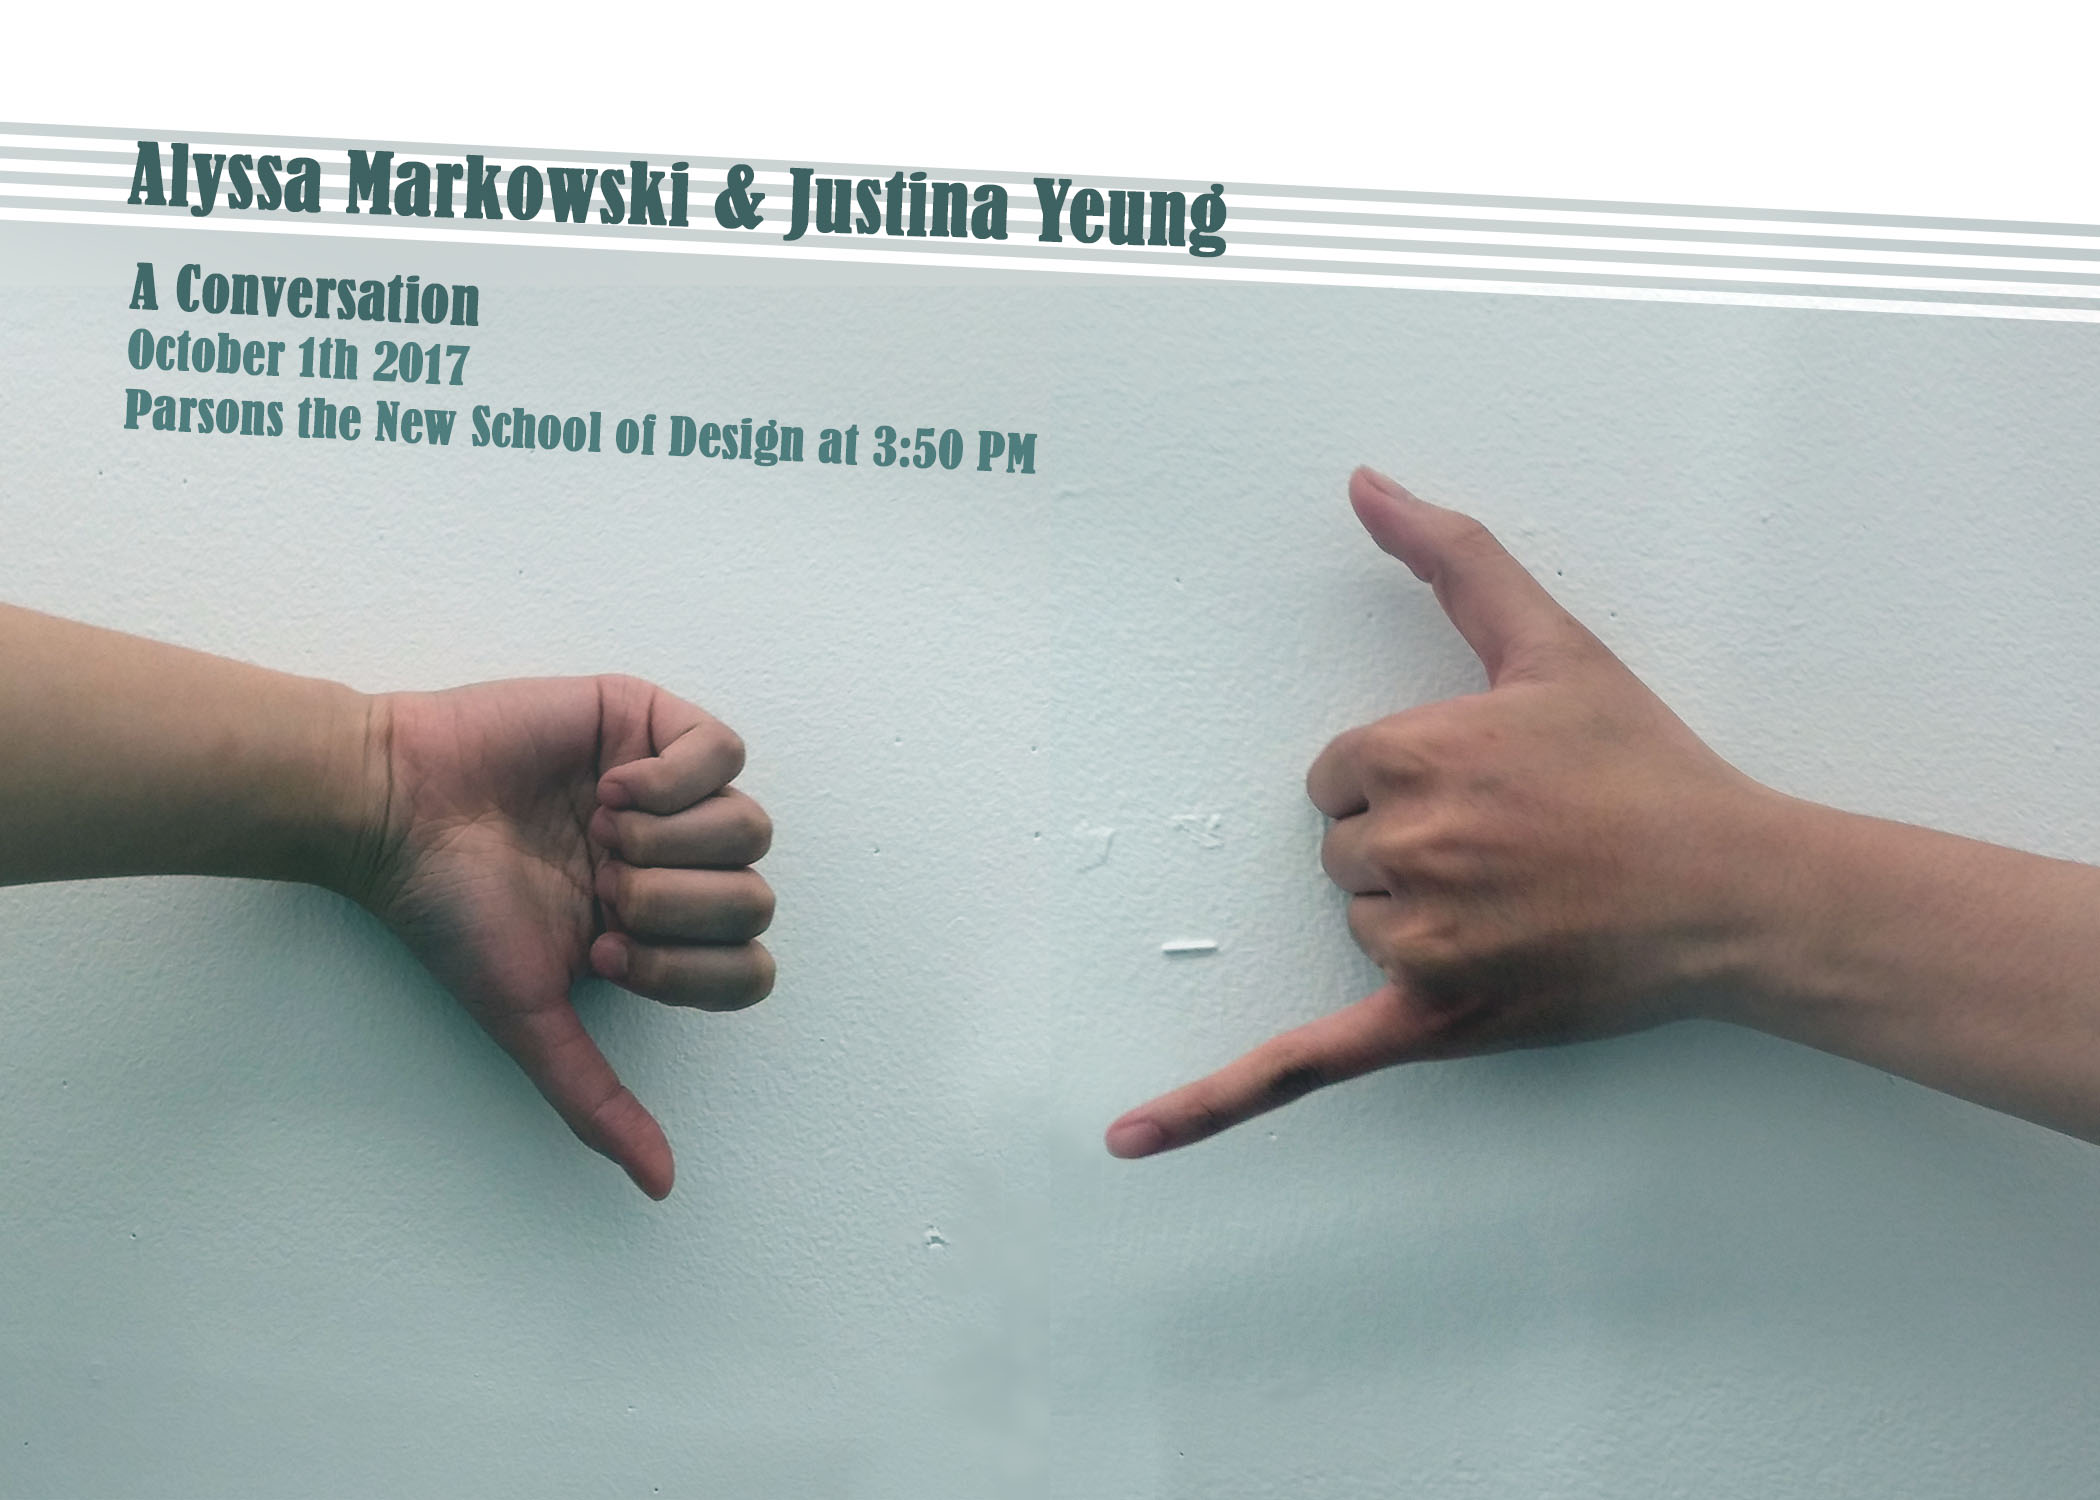 Alyssa Markowski & Justina Yeung
A Conversation
October 1th 2017
Parsons the New School of Design at 3:50 PM